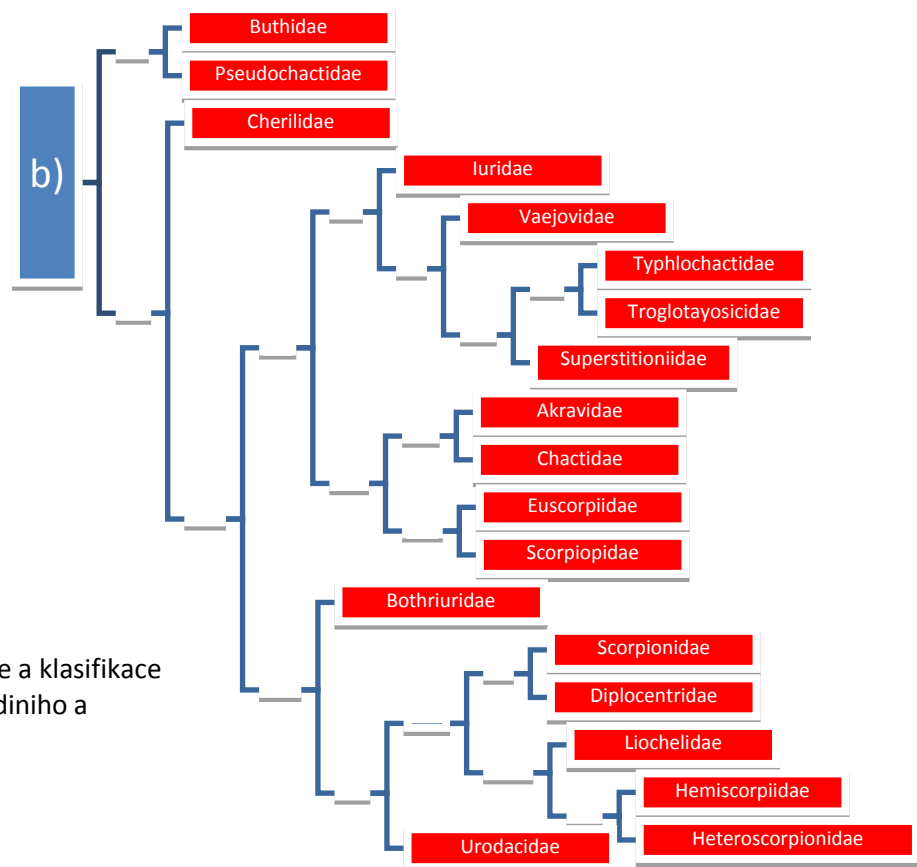 b)
Buthidae
Pseudochactidae
Cherilidae
Iuridae
Vaejovidae
Typhlochactidae
Troglotayosicidae
Superstitioniidae
Akravidae
Chactidae
Euscorpiidae
Scorpiopidae
Bothriuridae
Scorpionidae
Diplocentridae
Liochelidae
Hemiscorpiidae
Heteroscorpionidae
Urodacidae
e a klasifikace
diniho a